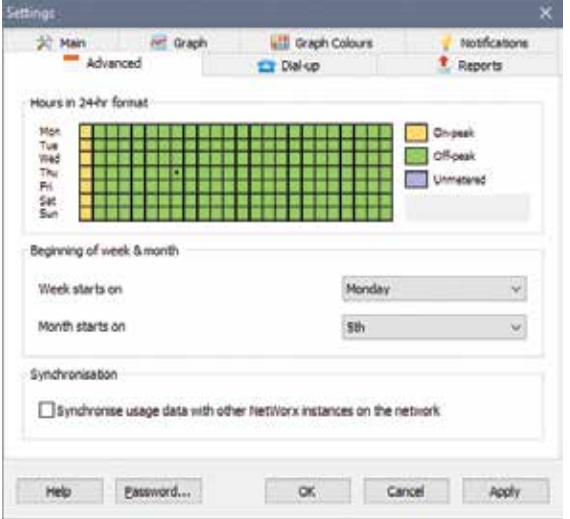 Settings
Main
Graph
Graph Colours
Notifications
Advanced
Dial-up
Reports
Hours in 24-hr format
Mon
Tue
Wed
Thu
Fri
Sat
Sun
On-peak
Off-peak
Unmetered
Beginning of week & month
Week starts on
Monday
Month starts on
5th
Synchronisation
Synchronise usage data with other NetWorx instances on the network
Help
Password...
OK
Cancel
Apply